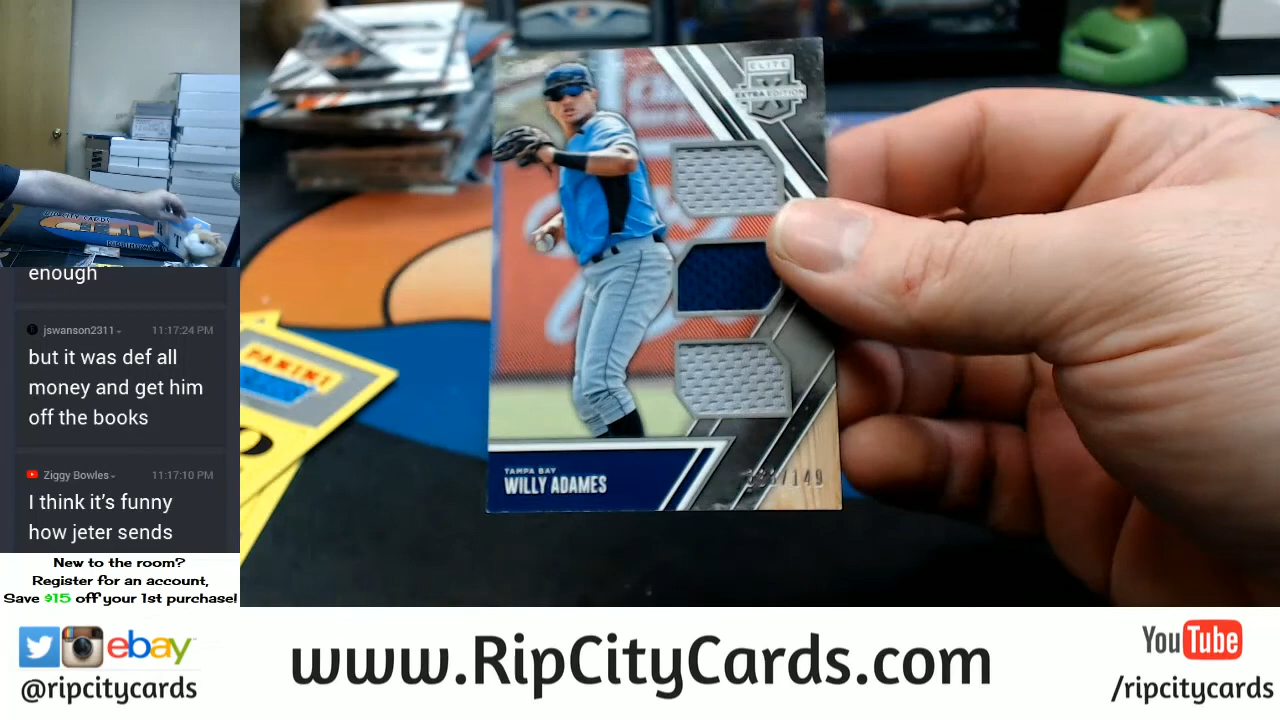 enough
jswanson2311
11:17:24 PM
but it was def all
money and get him
off the books
Ziggy Bowles
11:17:10 PM
I think it's funny
how jeter sends
New to the room?
Register for an account,
Save $15 off your 1st purchase!
ELITE
EXTRA EDITION
TAMPA BAY
WILLY ADAMES
/149
PANINI
RIPCITY CARDS
ebay
@ripcitycards
www.RipCityCards.com
YouTube
/ripcitycards